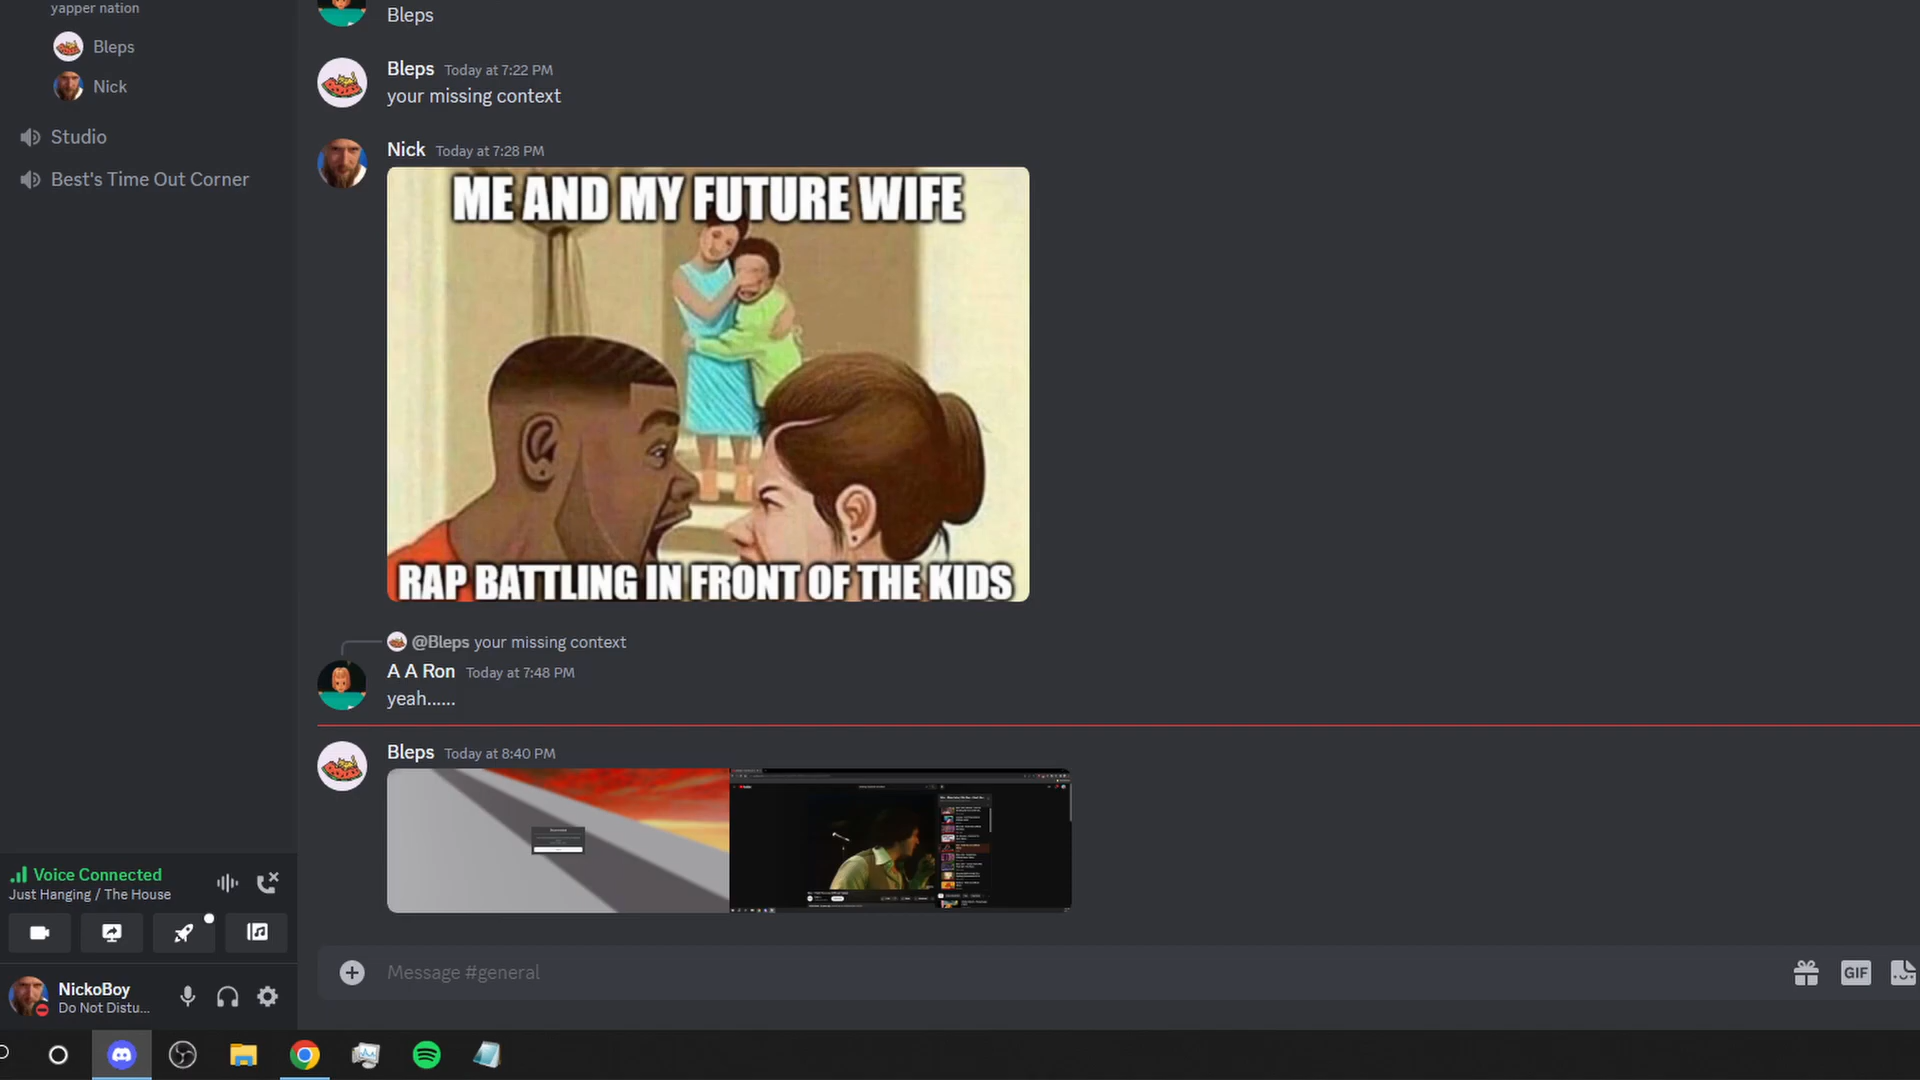 yapper nation
Bleps
Nick
Studio
Best's Time Out Corner
Voice Connected
Just Hanging / The House
NickoBoy
Do Not Distu...
Bleps
Bleps Today at 7:22 PM
your missing context
Nick Today at 7:28 PM
ME AND MY FUTURE WIFE
RAP BATTLING IN FRONT OF THE KIDS
@Bleps your missing context
A A Ron Today at 7:48 PM
yeah......
Bleps Today at 8:40 PM
Message #general
GIF